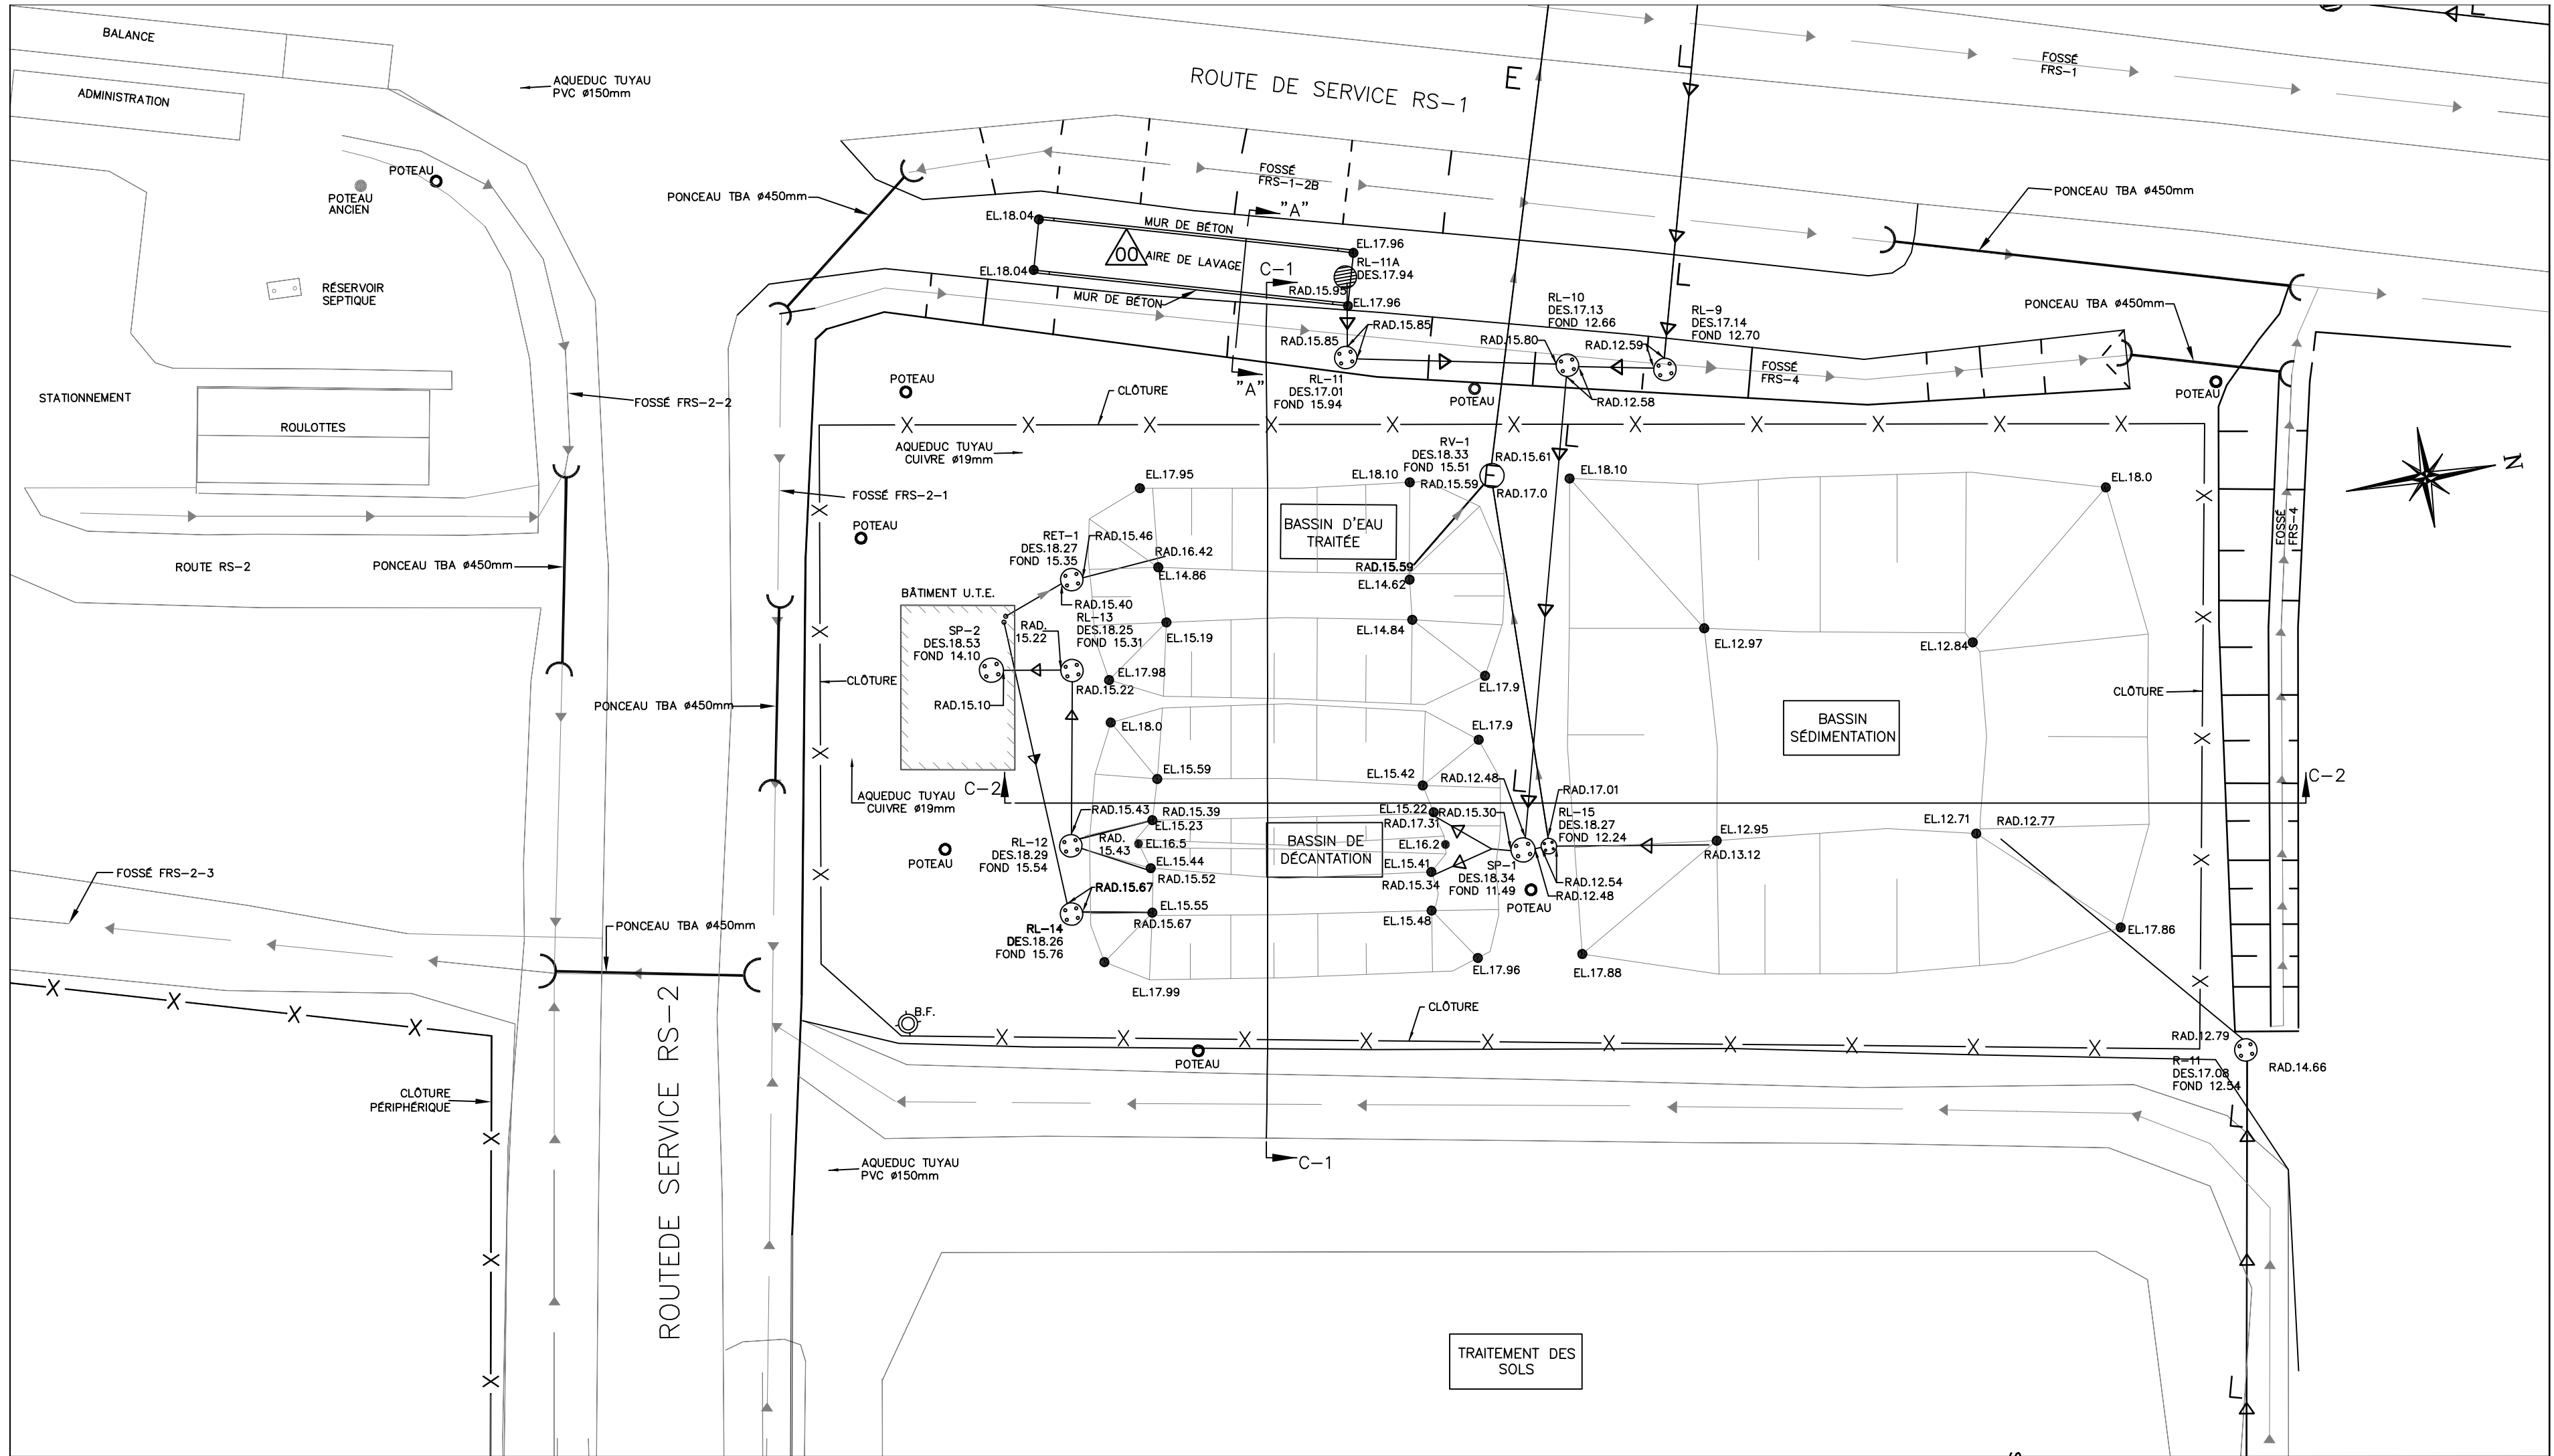 BALANCE
ADMINISTRATION
AQUEDUC TUYAU
PVC ø150mm
POTEAU
POTEAU
ANCIEN
RÉSERVOIR
SEPTIQUE
STATIONNEMENT
ROULOTTES
ROUTE RS-2
PONCEAU TBA ø450mm
FOSSÉ FRS-2-2
PONCEAU TBA ø450mm
ROUTE DE SERVICE RS-1
E
L
L
L
FOSSÉ
FRS-1
FOSSÉ
FRS-1-2B
PONCEAU TBA ø450mm
PONCEAU TBA ø450mm
EL.18.04
MUR DE BÉTON
"A"
00
AIRE DE LAVAGE
EL.17.96
RL-11A
DES.17.94
EL.18.04
MUR DE BÉTON
C-1
RAD.15.95
EL.17.96
RAD.15.85
RAD.15.85
RL-11
DES.17.01
FOND 15.94
"A"
RL-10
DES.17.13
FOND 12.66
RAD.15.80
RAD.12.59
RL-9
DES.17.14
FOND 12.70
RAD.12.58
FOSSÉ
FRS-4
POTEAU
POTEAU
POTEAU
CLÔTURE
AQUEDUC TUYAU
CUIVRE ø19mm
FOSSÉ FRS-2-1
POTEAU
RV-1
DES.18.33
FOND 15.51
RAD.15.61
L
E
RAD.17.0
RAD.15.59
EL.17.95
EL.18.10
BASSIN D'EAU
TRAITÉE
RAD.15.59
EL.14.62
EL.14.84
EL.17.9
RET-1
DES.18.27
FOND 15.35
RAD.15.46
RAD.16.42
EL.14.86
RAD.15.40
RL-13
DES.18.25
FOND 15.31
RAD.
15.22
EL.15.19
EL.17.98
RAD.15.22
BÂTIMENT U.T.E.
SP-2
DES.18.53
FOND 14.10
RAD.15.10
CLÔTURE
PONCEAU TBA ø450mm
AQUEDUC TUYAU
CUIVRE ø19mm
C-2
EL.18.10
EL.18.0
EL.12.97
EL.12.84
BASSIN
SÉDIMENTATION
CLÔTURE
FOSSÉ
FRS-4
N
C-2
EL.18.0
EL.17.9
EL.15.59
EL.15.42
RAD.12.48
L
RAD.17.01
RL-15
DES.18.27
FOND 12.24
RAD.15.43
RAD.15.39
EL.15.23
RAD.
15.43
EL.16.5
EL.15.44
RAD.15.52
RL-12
DES.18.29
FOND 15.54
BASSIN DE
DÉCANTATION
EL.15.22
RAD.15.30
RAD.17.31
EL.16.2
EL.15.41
RAD.15.34
SP-1
DES.18.34
FOND 11.49
RAD.12.54
RAD.12.48
POTEAU
EL.12.95
RAD.13.12
EL.12.71
RAD.12.77
EL.17.86
EL.17.88
POTEAU
RAD.15.67
EL.15.55
RAD.15.67
RL-14
DES.18.26
FOND 15.76
EL.15.48
EL.17.96
EL.17.99
B.F.
CLÔTURE
POTEAU
RAD.12.79
R-11
DES.17.08
FOND 12.54
RAD.14.66
L
FOSSÉ FRS-2-3
PONCEAU TBA ø450mm
CLÔTURE
PÉRIPHÉRIQUE
ROUTEDE SERVICE RS-2
AQUEDUC TUYAU
PVC ø150mm
C-1
TRAITEMENT DES
SOLS
L